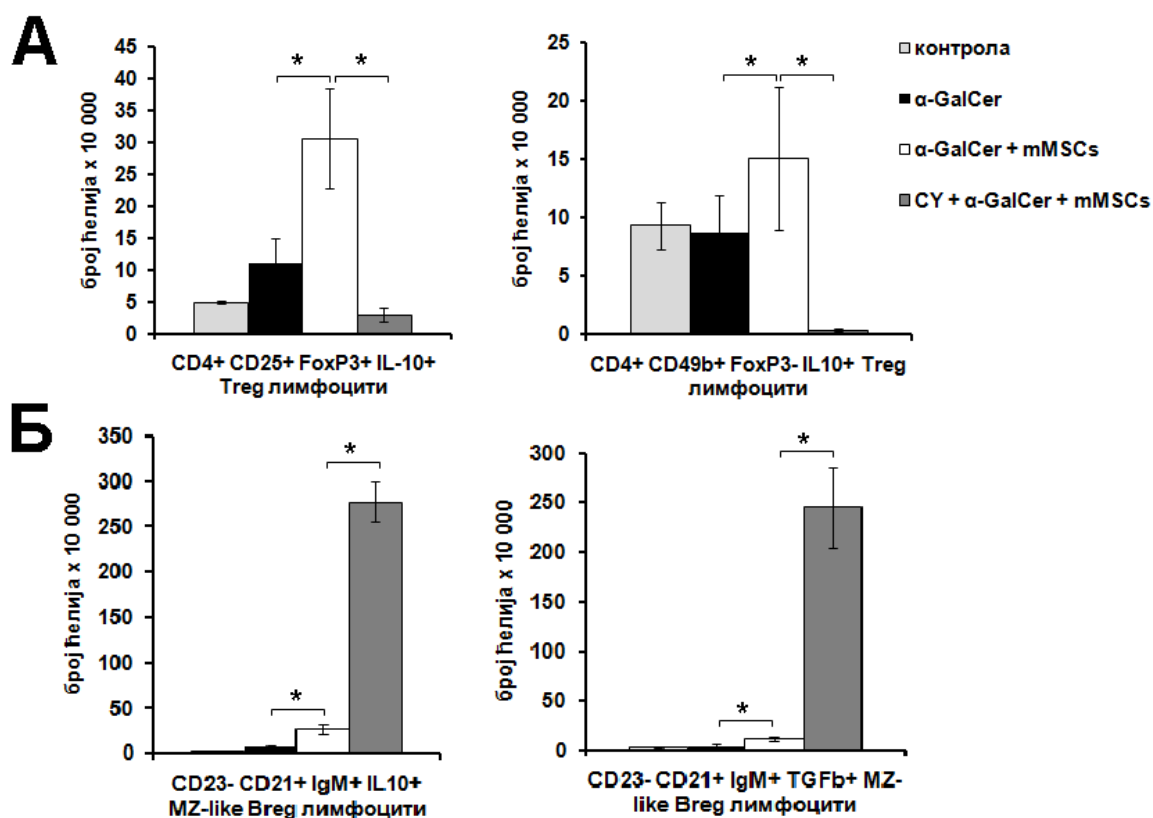 А
број ћелија x 10 000
45
40
35
30
25
20
15
10
5
0
*
*
CD4+ CD25+ FoxP3+ IL-10+
Treg лимфоцити
број ћелија x 10 000
25
20
15
10
5
0
*
*
CD4+ CD49b+ FoxP3- IL10+ Treg
лимфоцити
контрола
α-GalCer
α-GalCer + mMSCs
CY + α-GalCer + mMSCs
Б
број ћелија x 10 000
350
300
250
200
150
100
50
0
*
*
CD23- CD21+ IgM+ IL10+
MZ-like Breg лимфоцити
број ћелија x 10 000
300
250
200
150
100
50
0
*
*
CD23- CD21+ IgM+ TGFb+ MZ-
like Breg лимфоцити